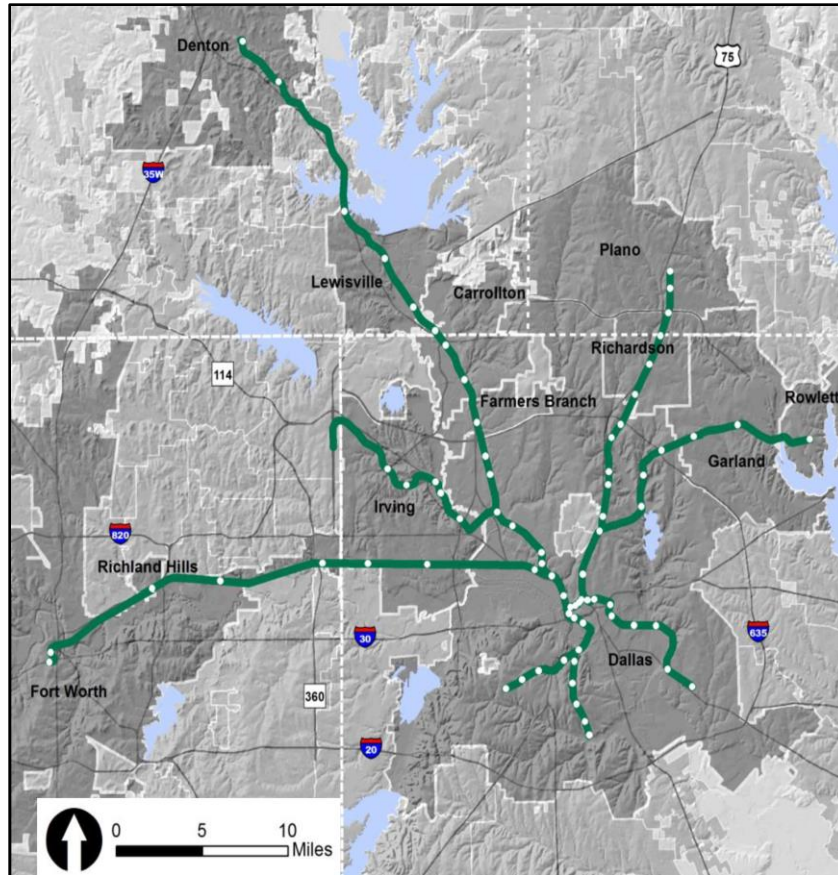 Denton
75
35W
Plano
Lewisville
Carrollton
Richardson
114
Farmers Branch
Rowlett
Garland
Irving
820
Richland Hills
30
635
Dallas
Fort Worth
360
20
0 5 10
Miles